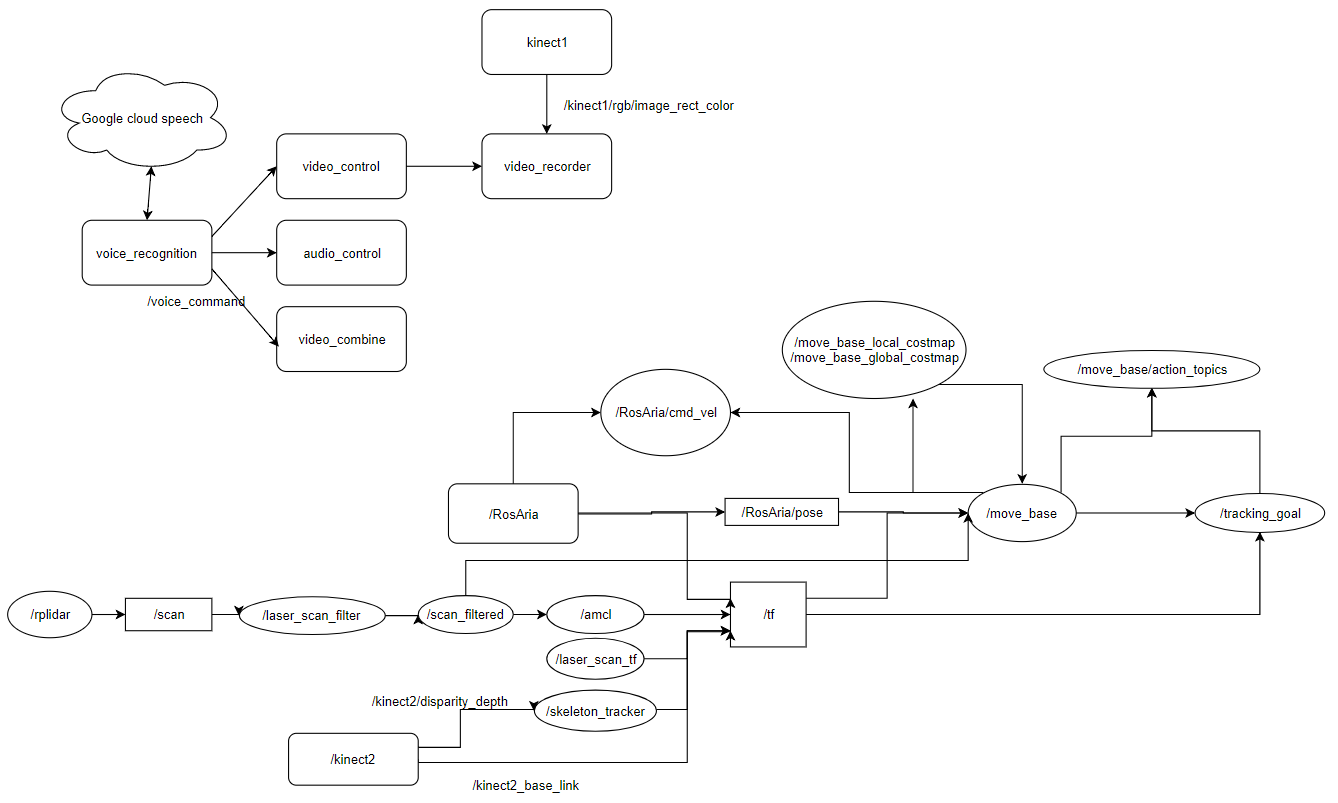 kinect1
/kinect1/rgb/image_rect_color
Google cloud speech
video_control
video_recorder
voice_recognition
audio_control
/voice_command
video_combine
/move_base_local_costmap
/move_base_global_costmap
/move_base/action_topics
/RosAria/cmd_vel
/RosAria
/RosAria/pose
/move_base
/tracking_goal
/rplidar
/scan
/laser_scan_filter
/scan_filtered
/amcl
/tf
/laser_scan_tf
/kinect2/disparity_depth
/skeleton_tracker
/kinect2
/kinect2_base_link